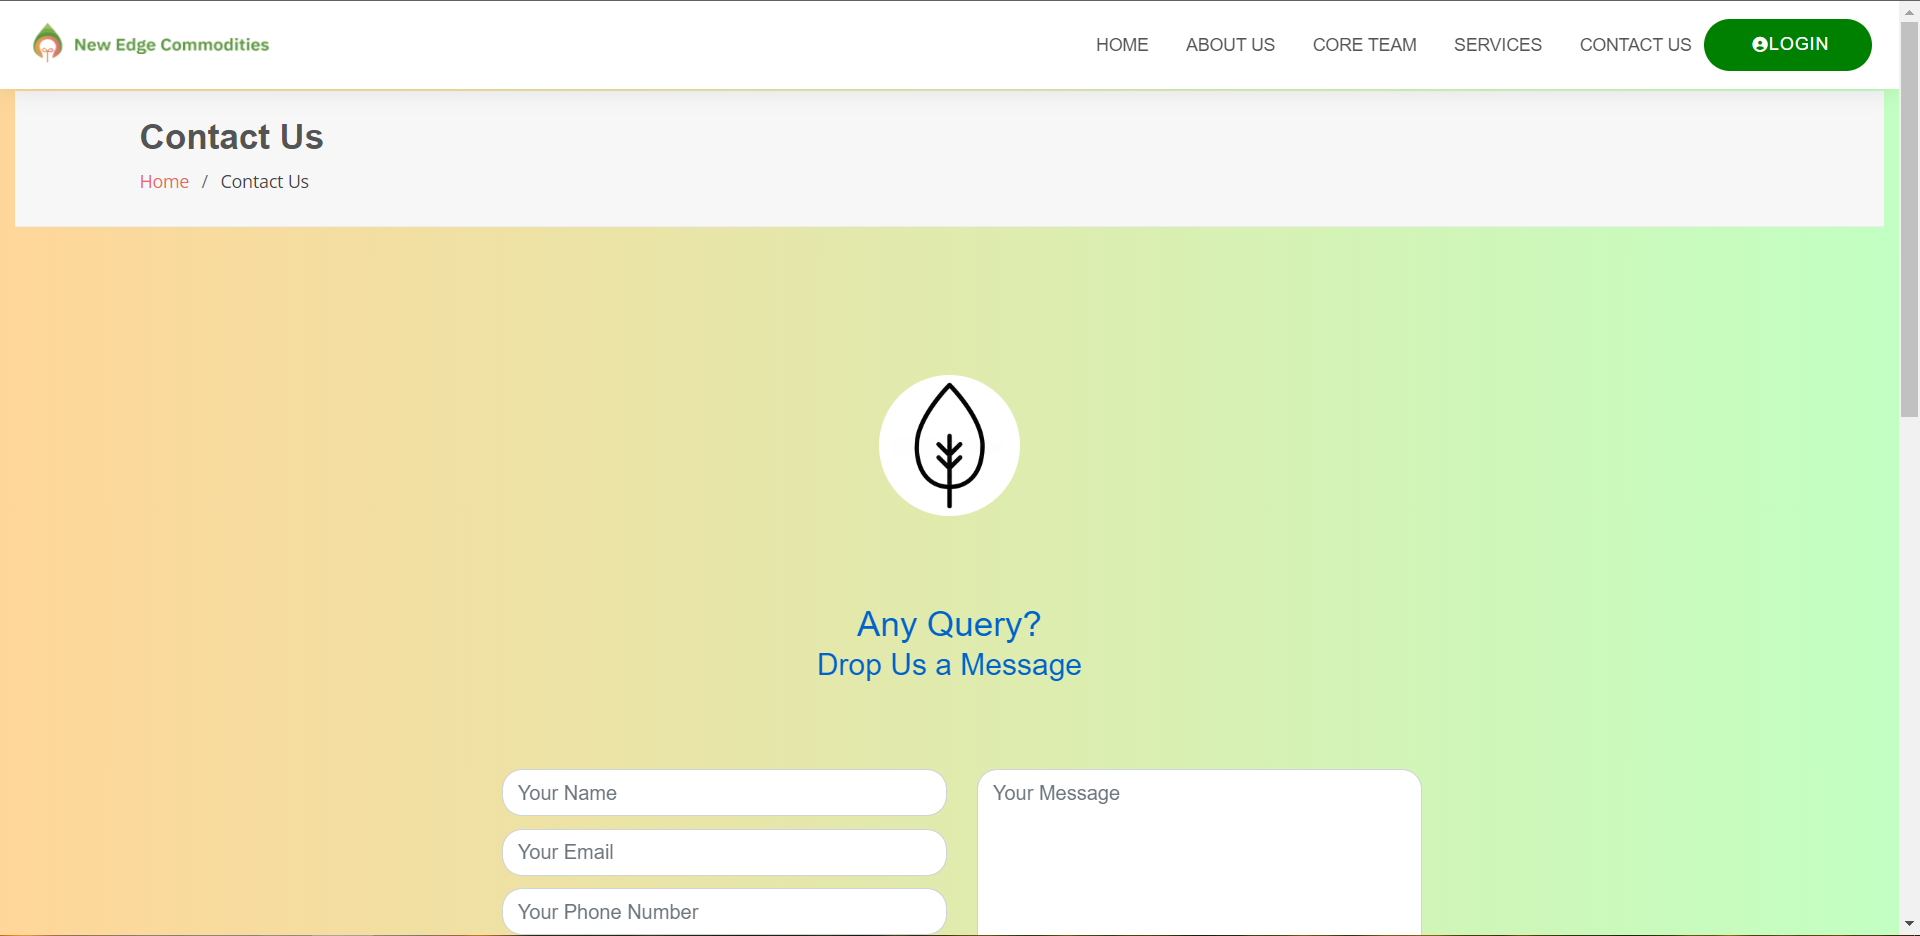 New Edge Commodities
HOME
ABOUT US
CORE TEAM
SERVICES
CONTACT US
LOGIN
Contact Us
Home / Contact Us
Any Query?
Drop Us a Message
Your Name
Your Message
Your Email
Your Phone Number